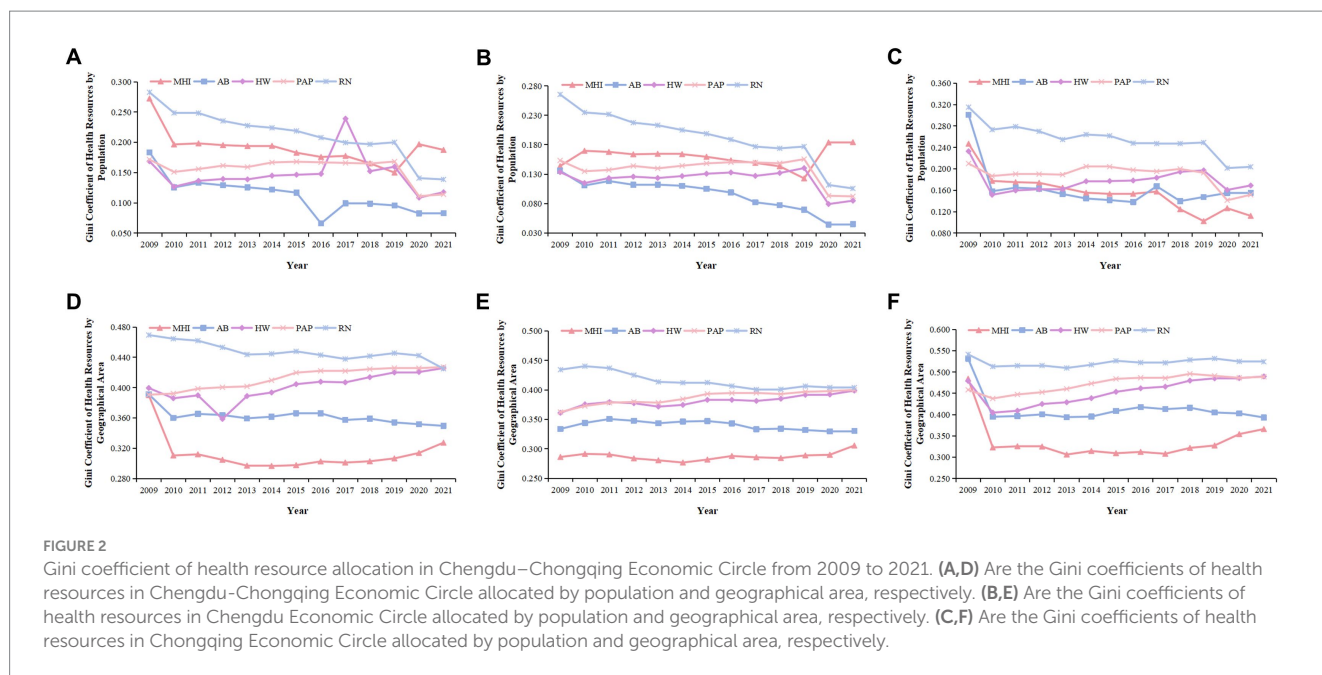 A
Gini Coefficient of Health Resources by
Population
MHI AB HW PAP RN
0.300
0.250
0.200
0.150
0.100
0.050
2009 2010 2011 2012 2013 2014 2015 2016 2017 2018 2019 2020 2021
Year
B
Gini Coefficient of Health Resources by
Population
MHI AB HW PAP RN
0.280
0.230
0.180
0.130
0.080
0.030
2009 2010 2011 2012 2013 2014 2015 2016 2017 2018 2019 2020 2021
Year
C
Gini Coefficient of Health Resources by
Population
MHI AB HW PAP RN
0.360
0.320
0.280
0.240
0.200
0.160
0.120
0.080
2009 2010 2011 2012 2013 2014 2015 2016 2017 2018 2019 2020 2021
Year
D
Gini Coefficient of Health Resources by
Geographical Area
MHI AB HW PAP RN
0.480
0.440
0.400
0.360
0.320
0.280
2009 2010 2011 2012 2013 2014 2015 2016 2017 2018 2019 2020 2021
Year
E
Gini Coefficient of Health Resources by
Geographical Area
MHI AB HW PAP RN
0.500
0.450
0.400
0.350
0.300
0.250
2009 2010 2011 2012 2013 2014 2015 2016 2017 2018 2019 2020 2021
Year
F
Gini Coefficient of Health Resources by
Geographical Area
MHI AB HW PAP RN
0.600
0.550
0.500
0.450
0.400
0.350
0.300
0.250
2009 2010 2011 2012 2013 2014 2015 2016 2017 2018 2019 2020 2021
Year
FIGURE 2
Gini coefficient of health resource allocation in Chengdu–Chongqing Economic Circle from 2009 to 2021. (A,D) Are the Gini coefficients of health
resources in Chengdu-Chongqing Economic Circle allocated by population and geographical area, respectively. (B,E) Are the Gini coefficients of
health resources in Chengdu Economic Circle allocated by population and geographical area, respectively. (C,F) Are the Gini coefficients of health
resources in Chongqing Economic Circle allocated by population and geographical area, respectively.